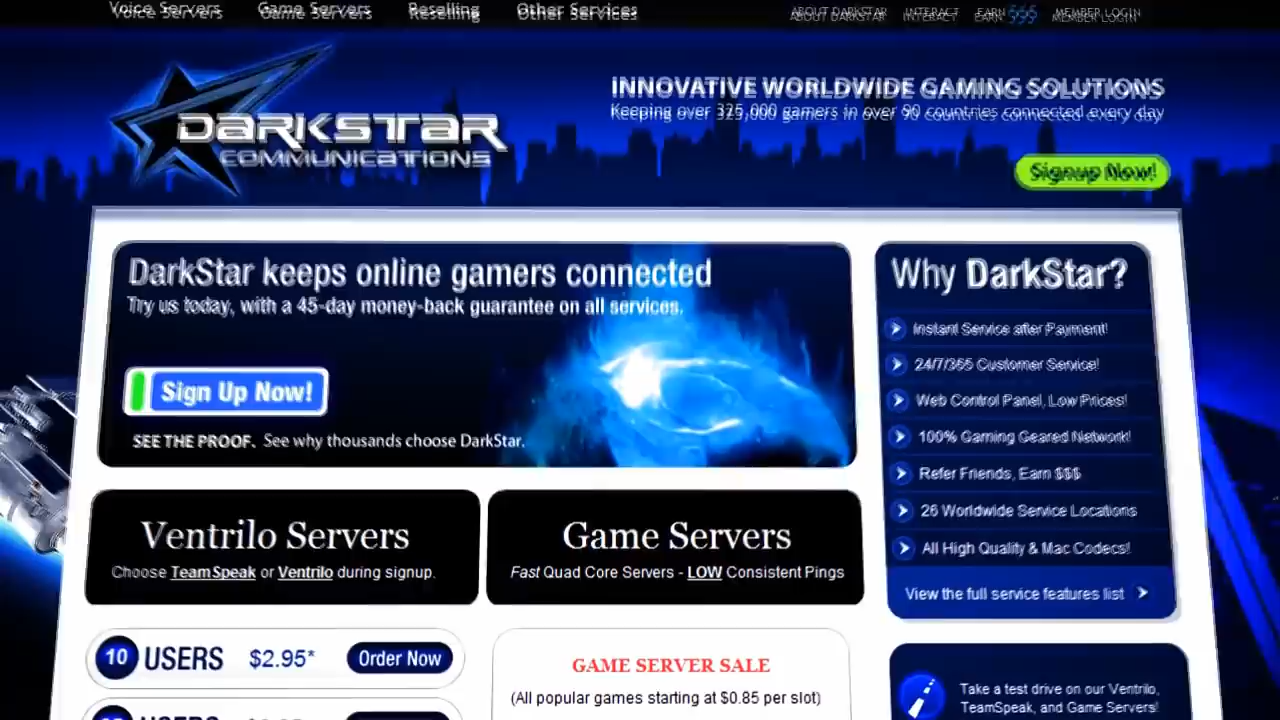 Voice Servers Game Servers Reselling Other Services
ABOUT DARKSTAR INTERACT EARN $$$ MEMBER LOGIN
DARKSTAR
COMMUNICATIONS
INNOVATIVE WORLDWIDE GAMING SOLUTIONS
Keeping over 325,000 gamers in over 90 countries connected every day
Signup Now!
DarkStar keeps online gamers connected
Try us today, with a 45-day money-back guarantee on all services.
Sign Up Now!
SEE THE PROOF. See why thousands choose DarkStar.
Why DarkStar?
Instant Service after Payment!
24/7/365 Customer Service!
Web Control Panel, Low Prices!
100% Gaming Geared Network!
Refer Friends, Earn $$$
26 Worldwide Service Locations
All High Quality & Mac Codecs!
View the full service features list
Ventrilo Servers
Choose TeamSpeak or Ventrilo during signup.
Game Servers
Fast Quad Core Servers - LOW Consistent Pings
10 USERS $2.95* Order Now
GAME SERVER SALE
(All popular games starting at $0.85 per slot)
Take a test drive on our Ventrilo,
TeamSpeak, and Game Servers!